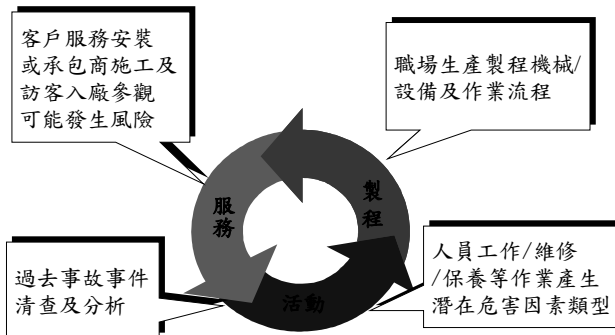 客戶服務安裝
或承包商施工及
訪客入廠參觀
可能發生風險
職場生產製程機械/
設備及作業流程
服務
製程
活動
過去事故事件
清查及分析
人員工作/維修
/保養等作業產生
潛在危害因素類型